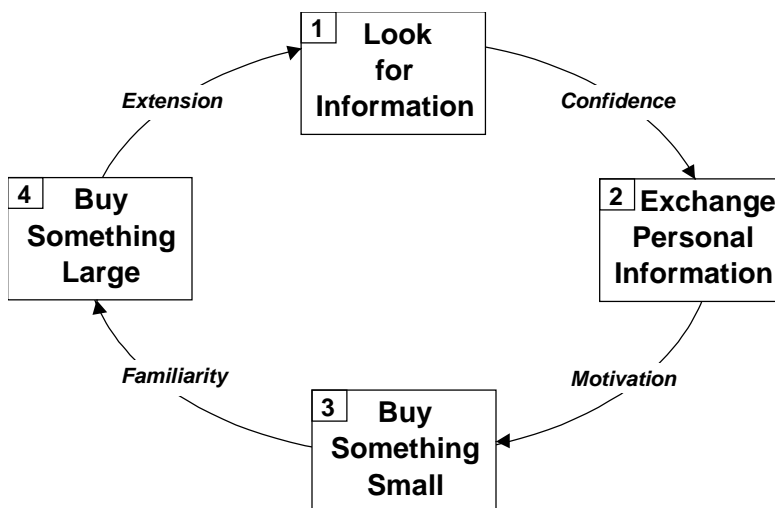 1
Look
for
Information
Extension
Confidence
4
Buy
Something
Large
2
Exchange
Personal
Information
Familiarity
Motivation
3
Buy
Something
Small